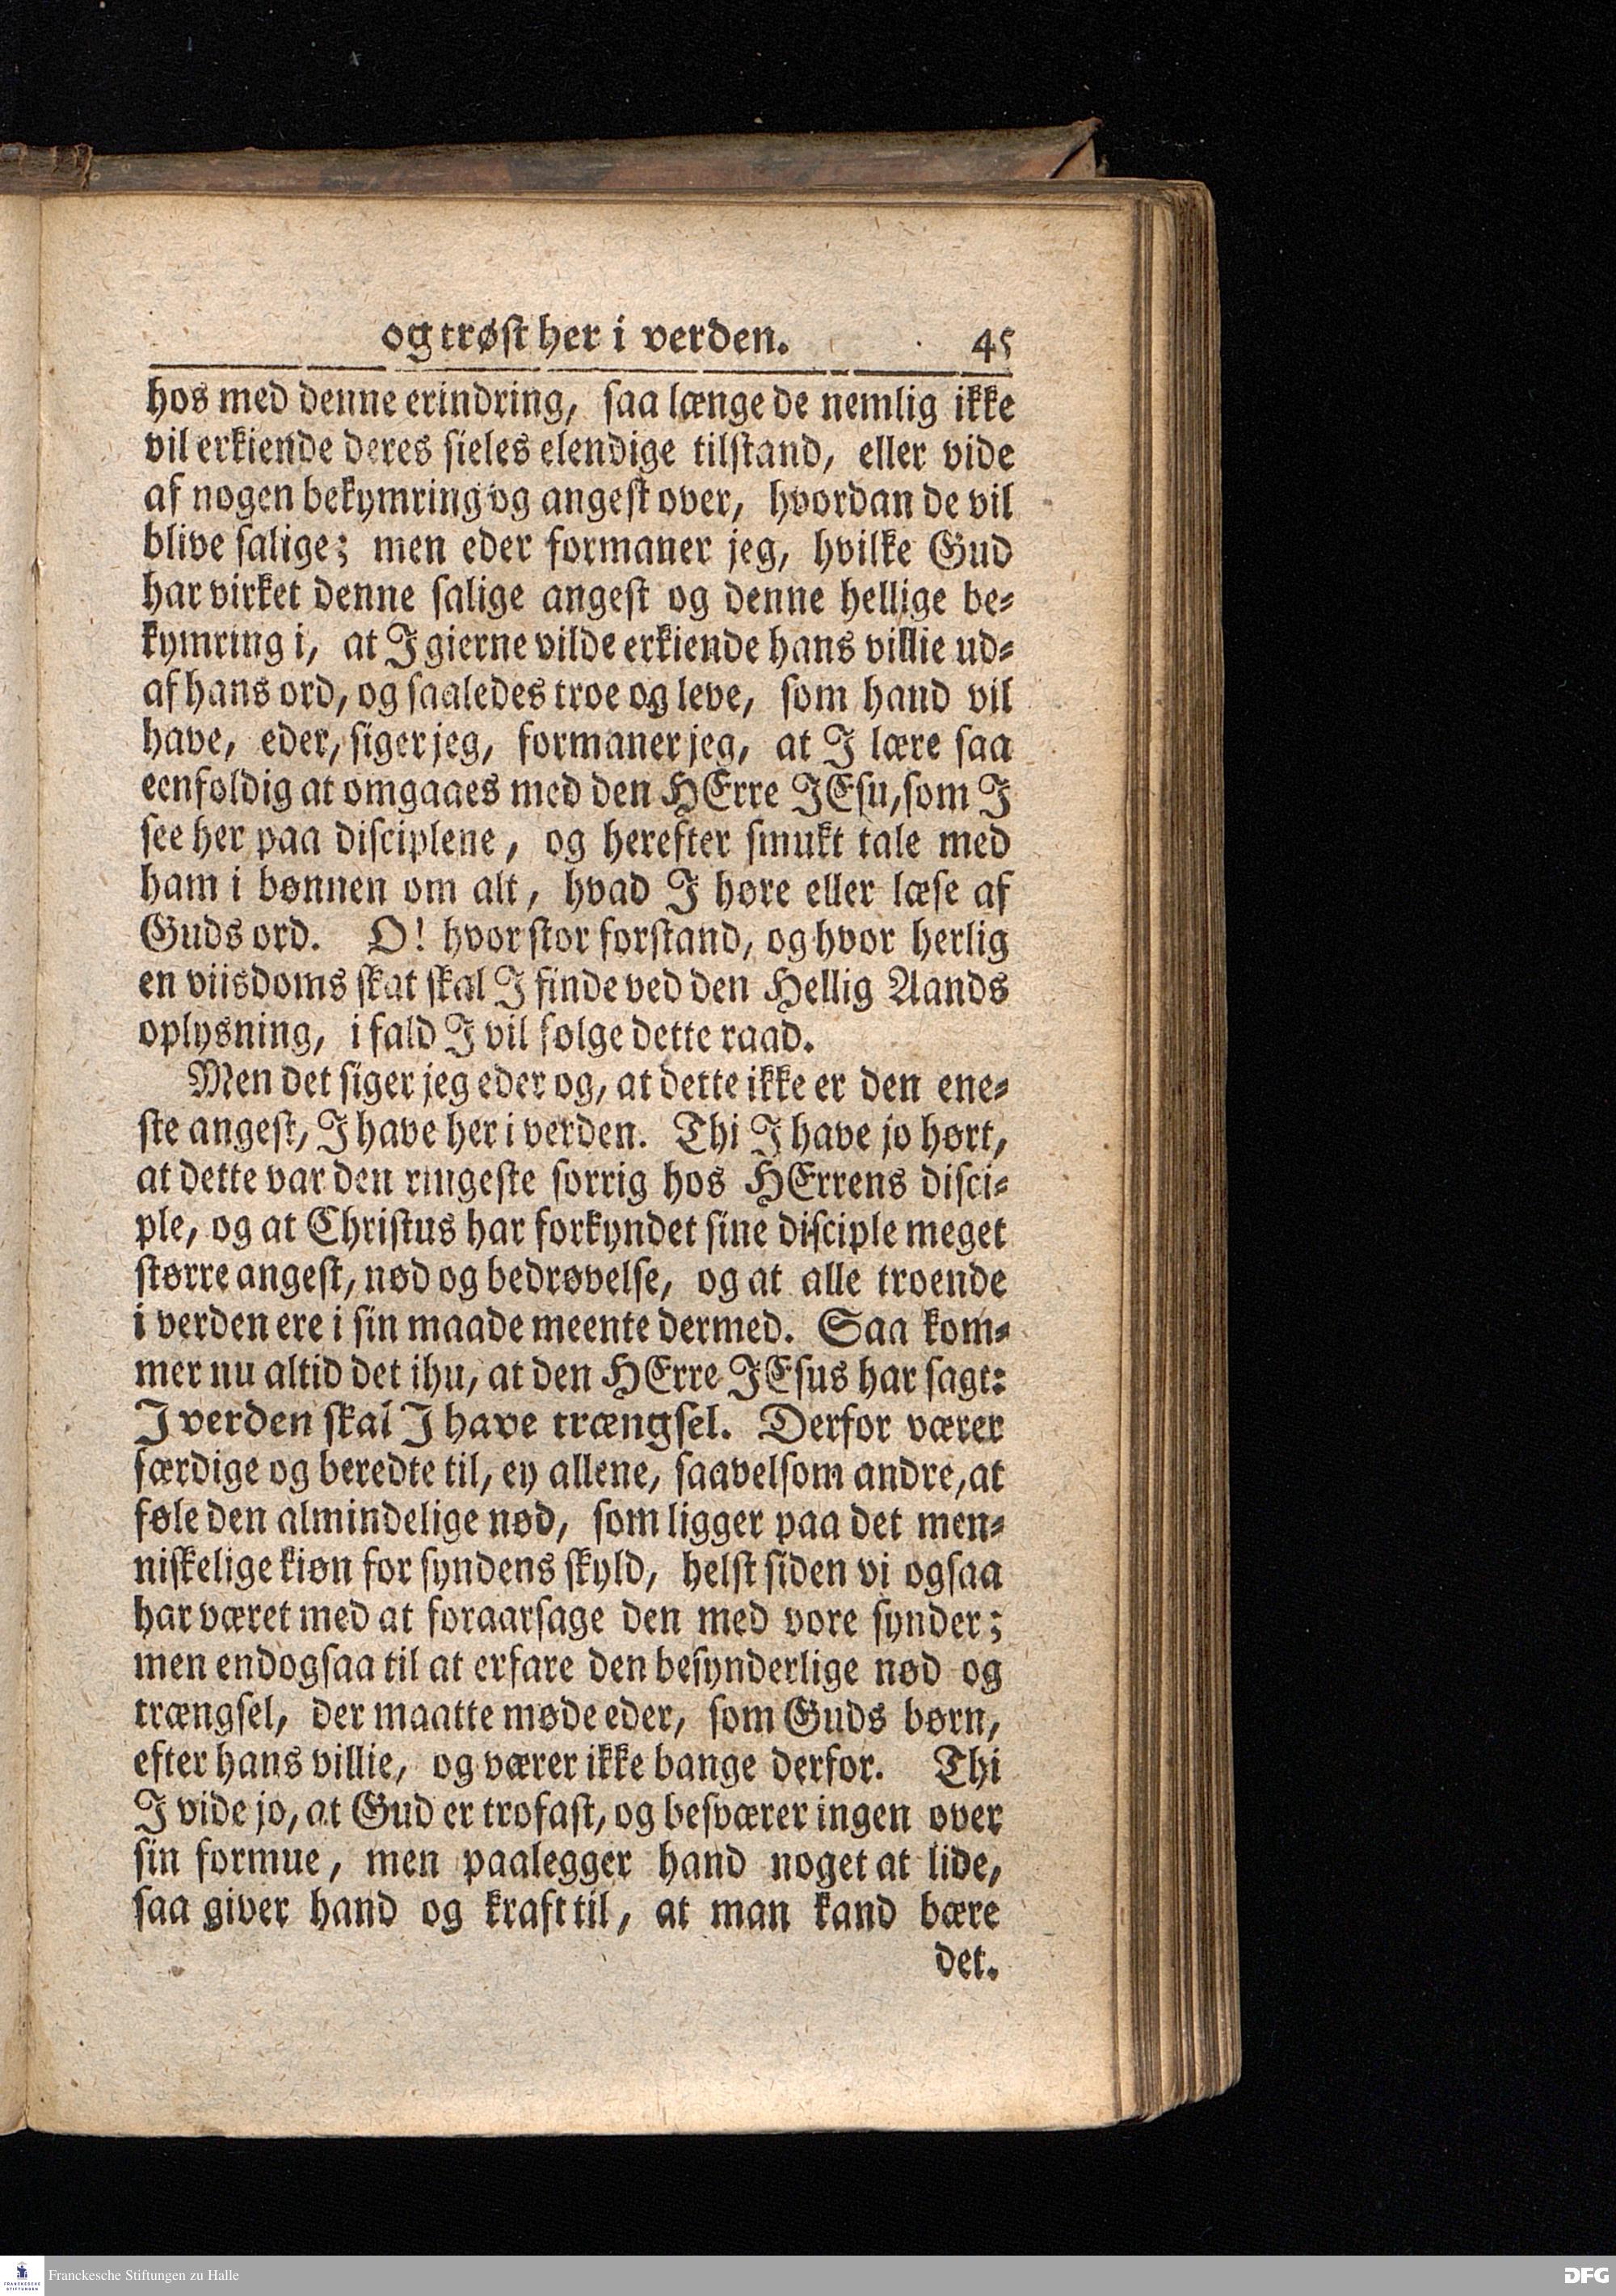 og trøst her i verden. 45
hos med denne erindring, saa længe de nemlig ikke
vil erkiende deres sieles elendige tilstand, eller vide
af nogen bekymring og angest over, hvordan de vil
blive salige; men eder formaner jeg, hvilke Gud
har virket denne salige angest og denne hellige be-
kymring i, at I gierne vilde erkiende hans villie ud-
af hans ord, og saaledes troe og leve, som hand vil
have, eder, siger jeg, formaner jeg, at I lære saa
eenfoldig at omgaaes med den HErre JEsu, som I
see her paa disciplene, og herefter smukt tale med
ham i bønnen om alt, hvad I høre eller læse af
Guds ord. O! hvor stor forstand, og hvor herlig
en viisdoms skat skal I finde ved den Hellig Aands
oplysning, i fald I vil følge dette raad.
Men det siger jeg eder og, at dette ikke er den ene-
ste angest, I have her i verden. Thi I have jo hørt,
at dette var den ringeste sorrig hos HErrens disci-
ple, og at Christus har forkyndet sine disciple meget
større angest, nød og bedrøvelse, og at alle troende
i verden ere i sin maade meente dermed. Saa kom-
mer nu altid det ihu, at den HErre JEsus har sagt:
I verden skal I have trængsel. Derfor værer
færdige og beredte til, ey allene, saavelsom andre, at
føle den almindelige nød, som ligger paa det men-
niskelige kiøn for syndens skyld, helst siden vi ogsaa
har været med at foraarsage den med vore synder;
men endogsaa til at erfare den besynderlige nød og
trængsel, der maatte møde eder, som Guds børn,
efter hans villie, og værer ikke bange derfor. Thi
I vide jo, at Gud er trofast, og besværer ingen over
sin formue, men paalegger hand noget at lide,
saa giver hand og kraft til, at man kand bære
det.
Franckesche Stiftungen zu Halle
FRANCKESCHE
STIFTUNGEN
DFG